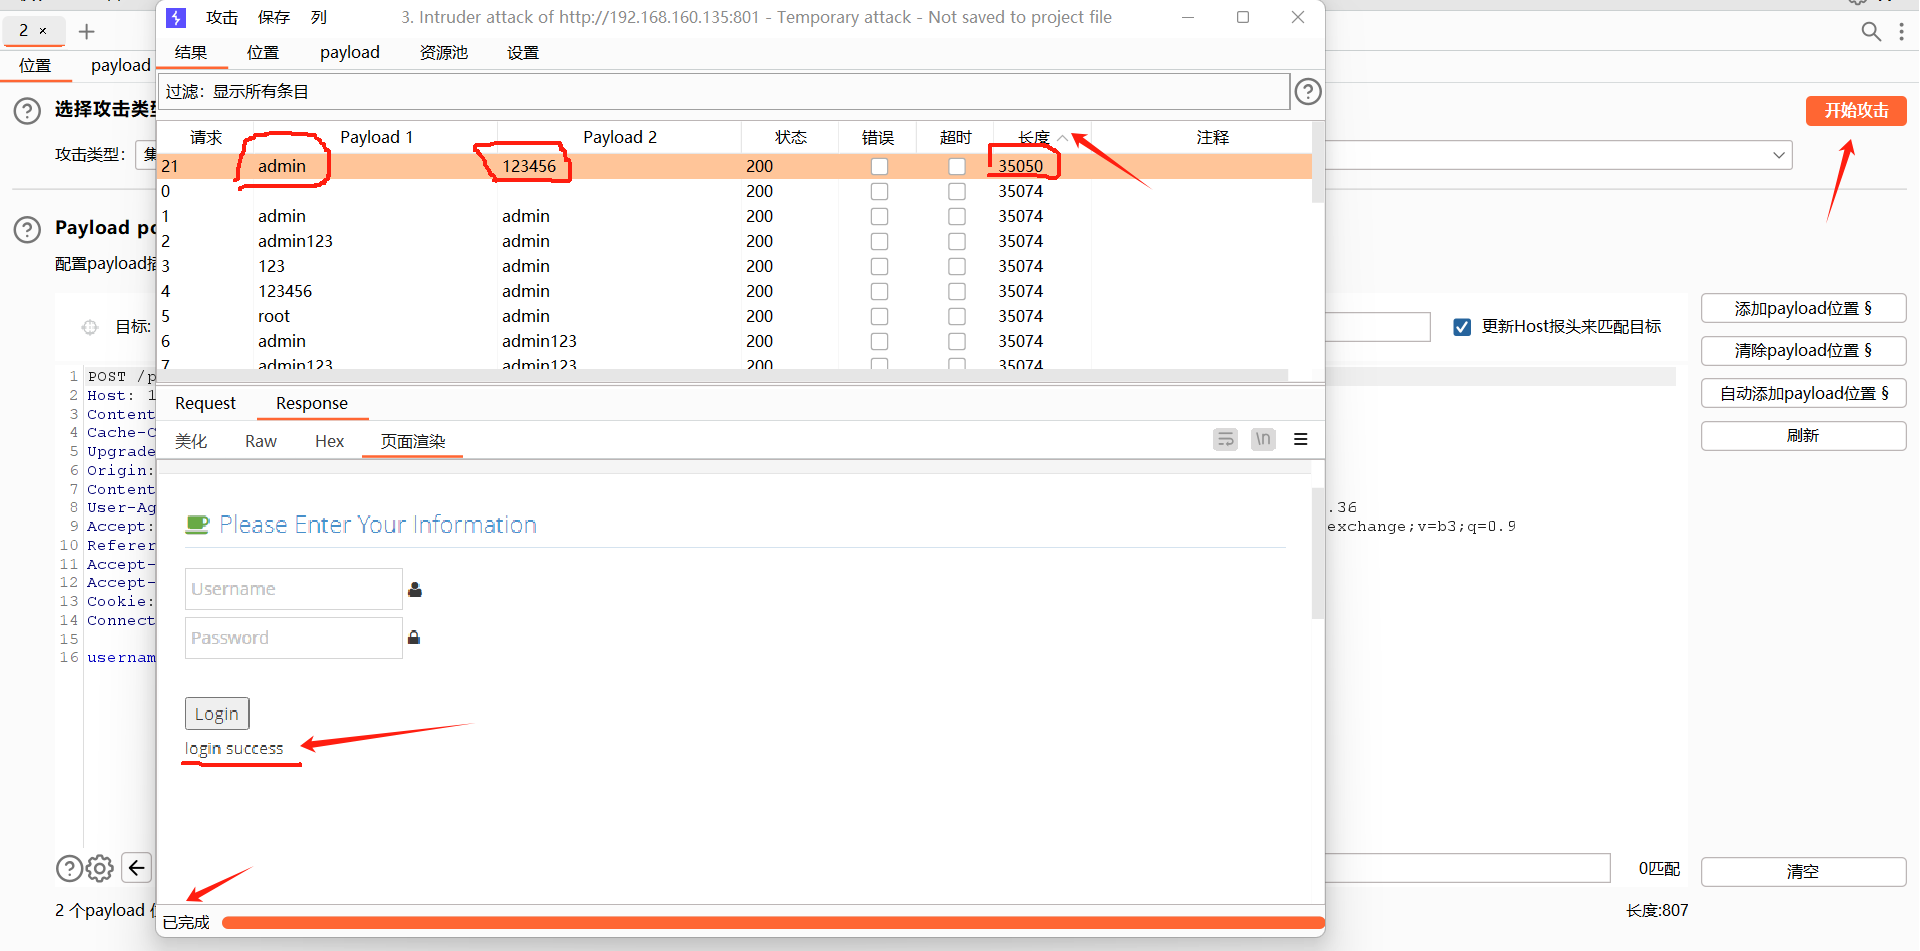 攻击 保存 列 3. Intruder attack of http://192.168.160.135:801 - Temporary attack - Not saved to project file
2 × +
结果 位置 payload 资源池 设置
位置 payload
过滤：显示所有条目
选择攻击类型
开始攻击
请求 Payload 1 Payload 2 状态 错误 超时 长度 注释
攻击类型： 集
21 admin 123456 200 35050
0 200 35074
1 admin admin 200 35074
2 admin123 admin 200 35074
3 123 admin 200 35074
4 123456 admin 200 35074
5 root admin 200 35074
6 admin admin123 200 35074
7 admin123 admin123 200 35074
Payload po
配置payload插
目标:
更新Host报头来匹配目标
添加payload位置 §
清除payload位置 §
自动添加payload位置 §
刷新
Request Response
美化 Raw Hex 页面渲染
\n
1 POST /p
2 Host: 1
3 Content
4 Cache-C
5 Upgrade
6 Origin:
7 Content
8 User-Ag .36
9 Accept: exchange;v=b3;q=0.9
10 Referer
11 Accept-
12 Accept-
13 Cookie:
14 Connect
15
16 usernam
Please Enter Your Information
Username
Password
Login
login success
0匹配
清空
2 个payload 位
已完成
长度:807